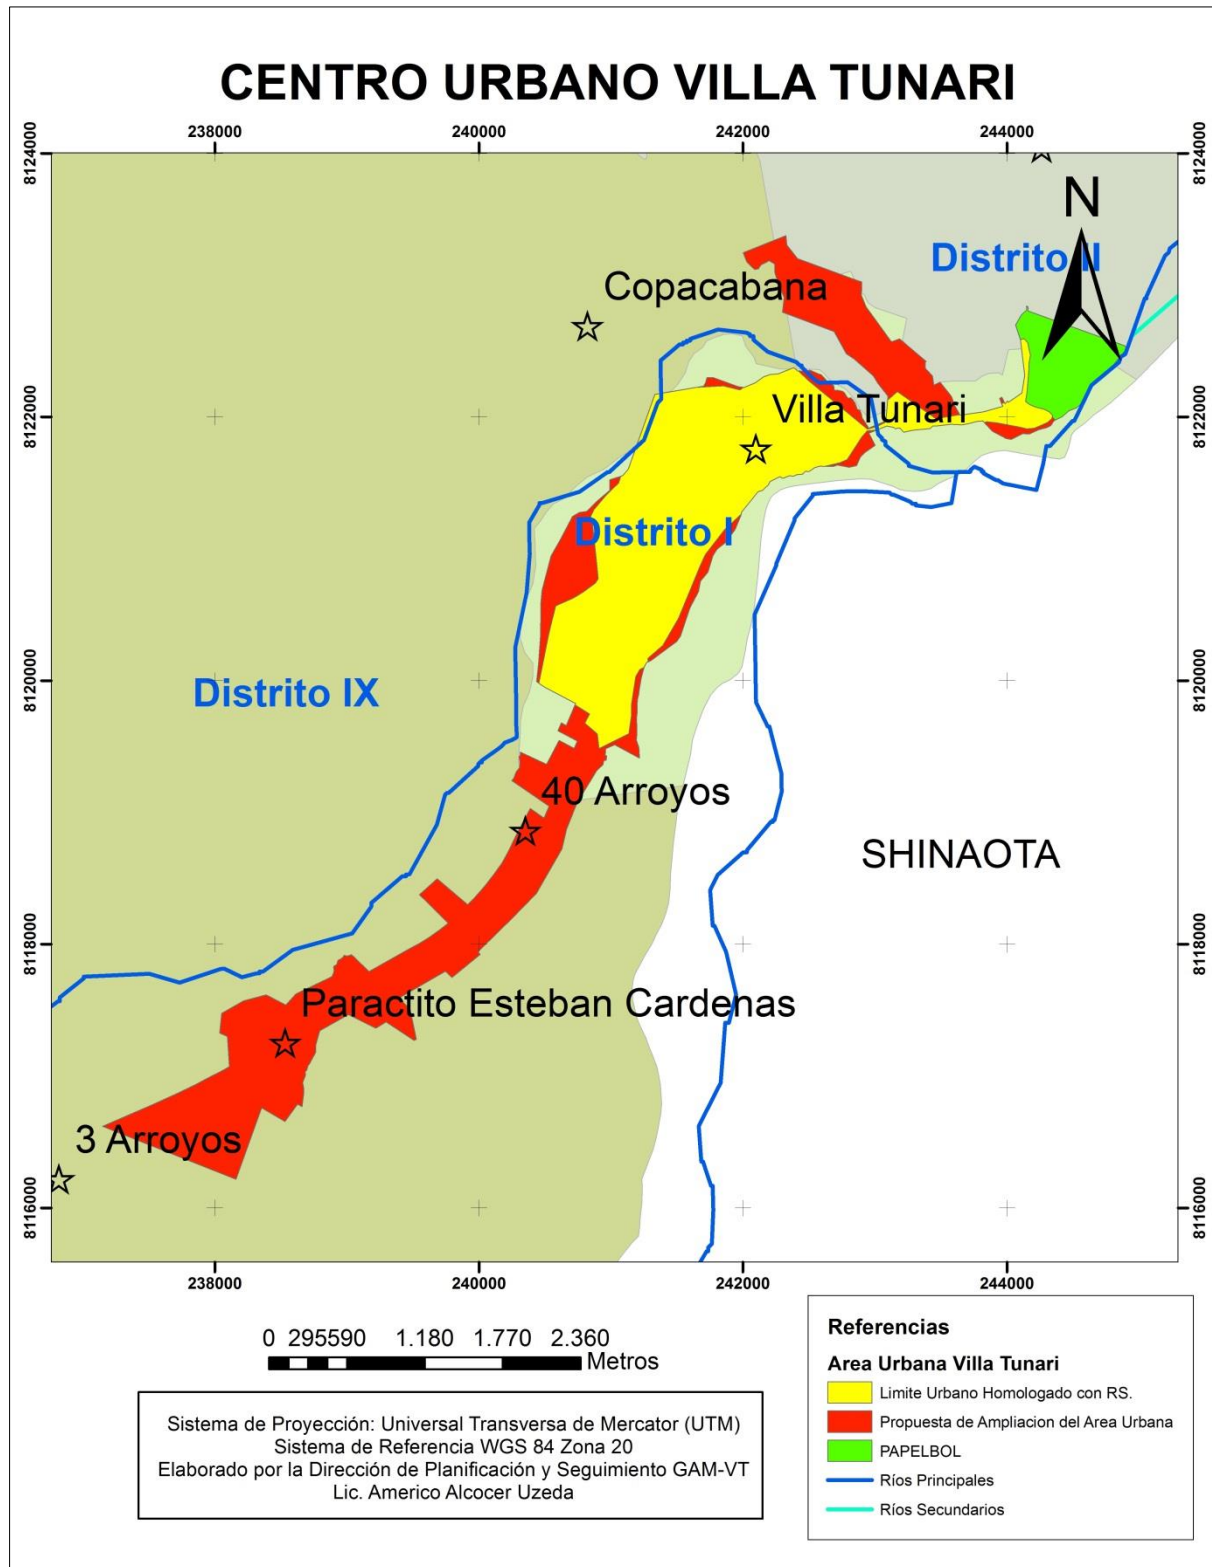 CENTRO URBANO VILLA TUNARI
238000 240000 242000 244000
8124000 8124000
N
Distrito II
Copacabana
8122000 8122000
Villa Tunari
Distrito I
8120000 8120000
Distrito IX
40 Arroyos
SHINAOTA
8118000 8118000
Paractito Esteban Cardenas
3 Arroyos
8116000 8116000
238000 240000 242000 244000
0 295590 1.180 1.770 2.360
Metros
Sistema de Proyección: Universal Transversa de Mercator (UTM)
Sistema de Referencia WGS 84 Zona 20
Elaborado por la Dirección de Planificación y Seguimiento GAM-VT
Lic. Americo Alcocer Uzeda
Referencias
Area Urbana Villa Tunari
Limite Urbano Homologado con RS.
Propuesta de Ampliacion del Area Urbana
PAPELBOL
Ríos Principales
Ríos Secundarios